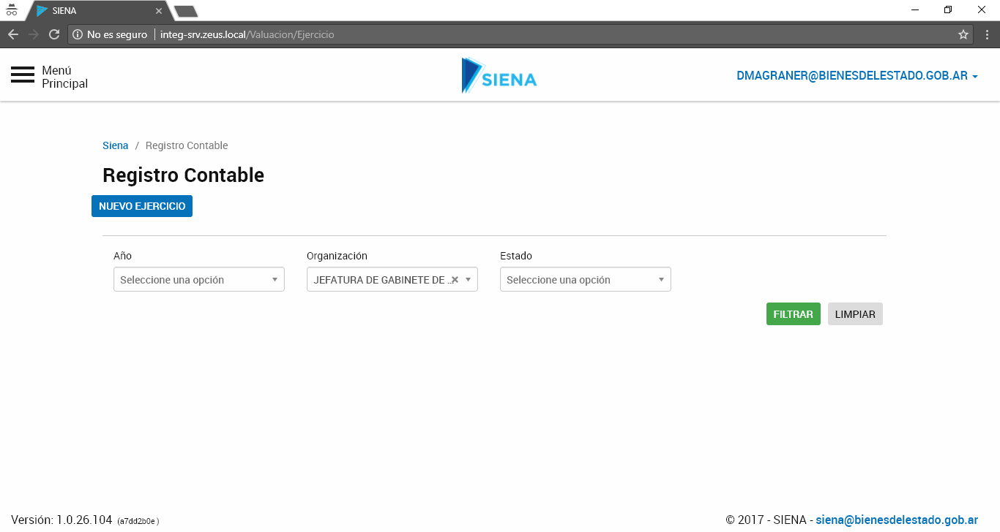 SIENA
No es seguro | integ-srv.zeus.local/Valuacion/Ejercicio
Menú
Principal
SIENA
DMAGRANER@BIENESDELESTADO.GOB.AR
Siena / Registro Contable
Registro Contable
NUEVO EJERCICIO
Año Organización Estado
Seleccione una opción JEFATURA DE GABINETE DE ... Seleccione una opción
FILTRAR LIMPIAR
Versión: 1.0.26.104 (a7dd2b0e ) © 2017 - SIENA - siena@bienesdelestado.gob.ar